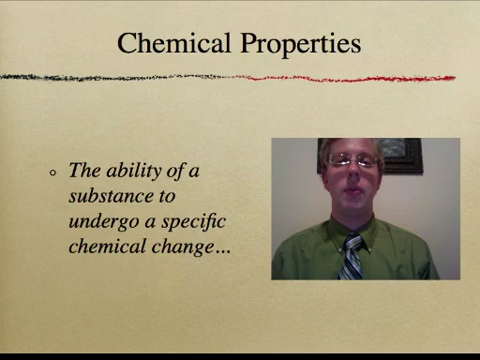 Chemical Properties
The ability of a
substance to
undergo a specific
chemical change...